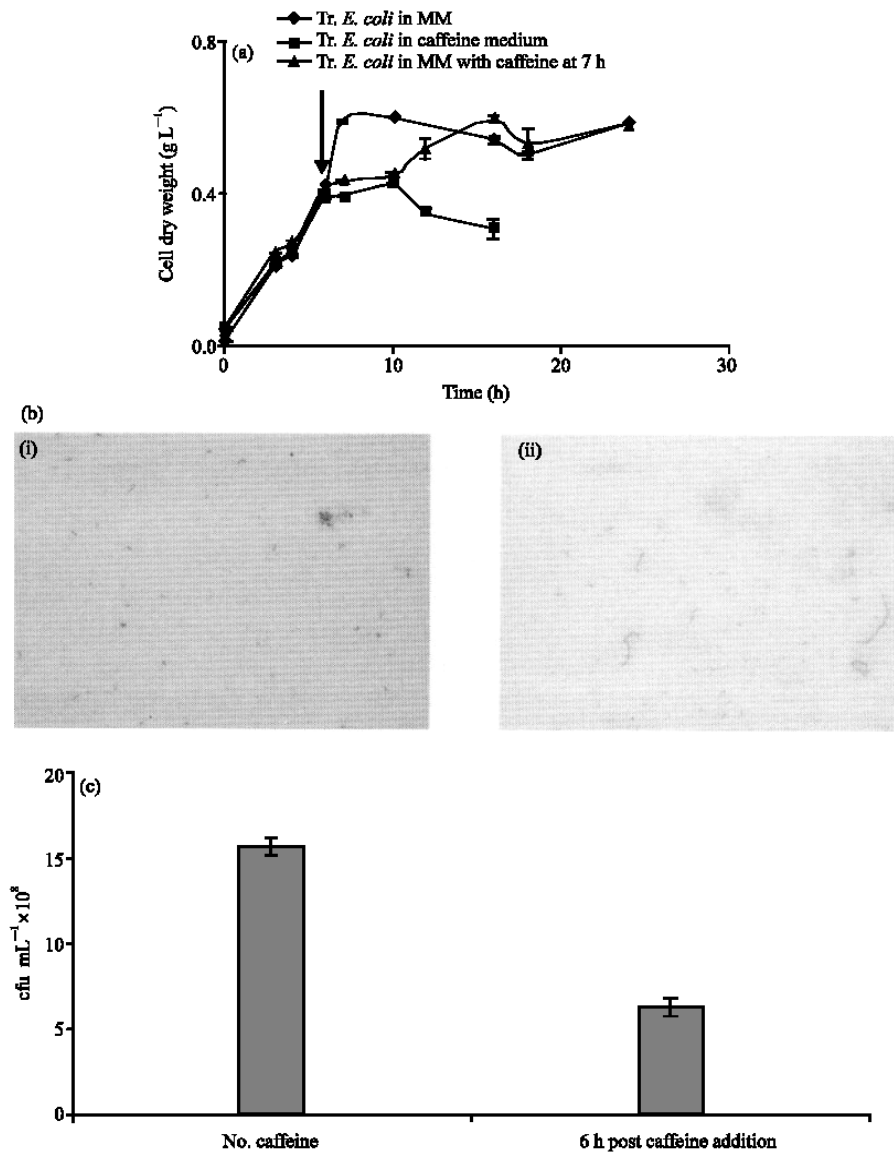 Tr. E. coli in MM
Tr. E. coli in caffeine medium
Tr. E. coli in MM with caffeine at 7 h
(a)
0.8
0.4
0.0
Cell dry weight (g L⁻¹)
0
10
20
30
Time (h)
(b)
(i)
(ii)
(c)
20
15
10
5
0
cfu mL⁻¹×10⁸
No. caffeine
6 h post caffeine addition